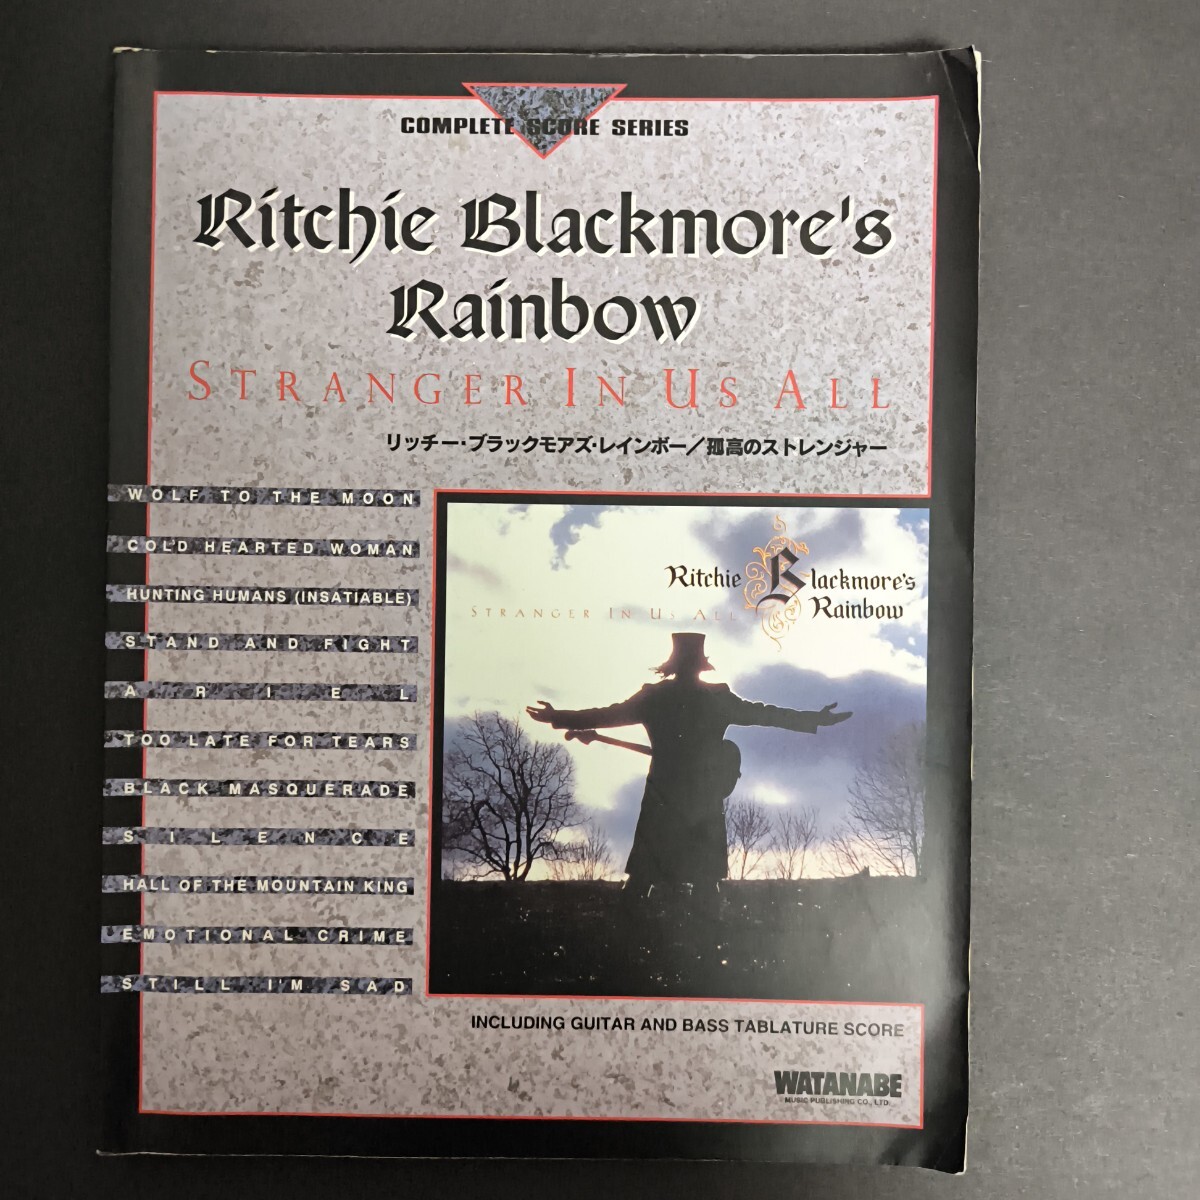 COMPLETE SCORE SERIES
Ritchie Blackmore's
Rainbow
STRANGER IN US ALL
リッチー・ブラックモアズ・レインボー／孤高のストレンジャー
WOLF TO THE MOON
COLD HEARTED WOMAN
HUNTING HUMANS (INSATIABLE)
STAND AND FIGHT
ARIEL
TOO LATE FOR TEARS
BLACK MASQUERADE
SILENCE
HALL OF THE MOUNTAIN KING
EMOTIONAL CRIME
STILL I'M SAD
Ritchie Blackmore's
Rainbow
STRANGER IN US ALL
INCLUDING GUITAR AND BASS TABLATURE SCORE
WATANABE
MUSIC PUBLISHING CO., LTD.